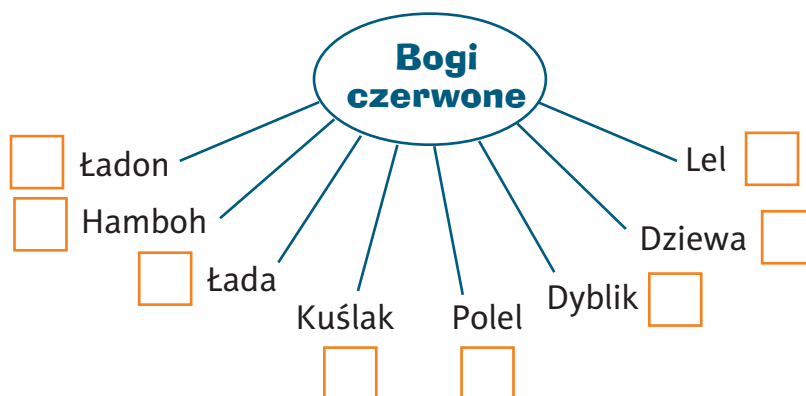 Bogi
czerwone
Ładon
Hamboh
Łada
Kuślak
Polel
Dyblik
Dziewa
Lel